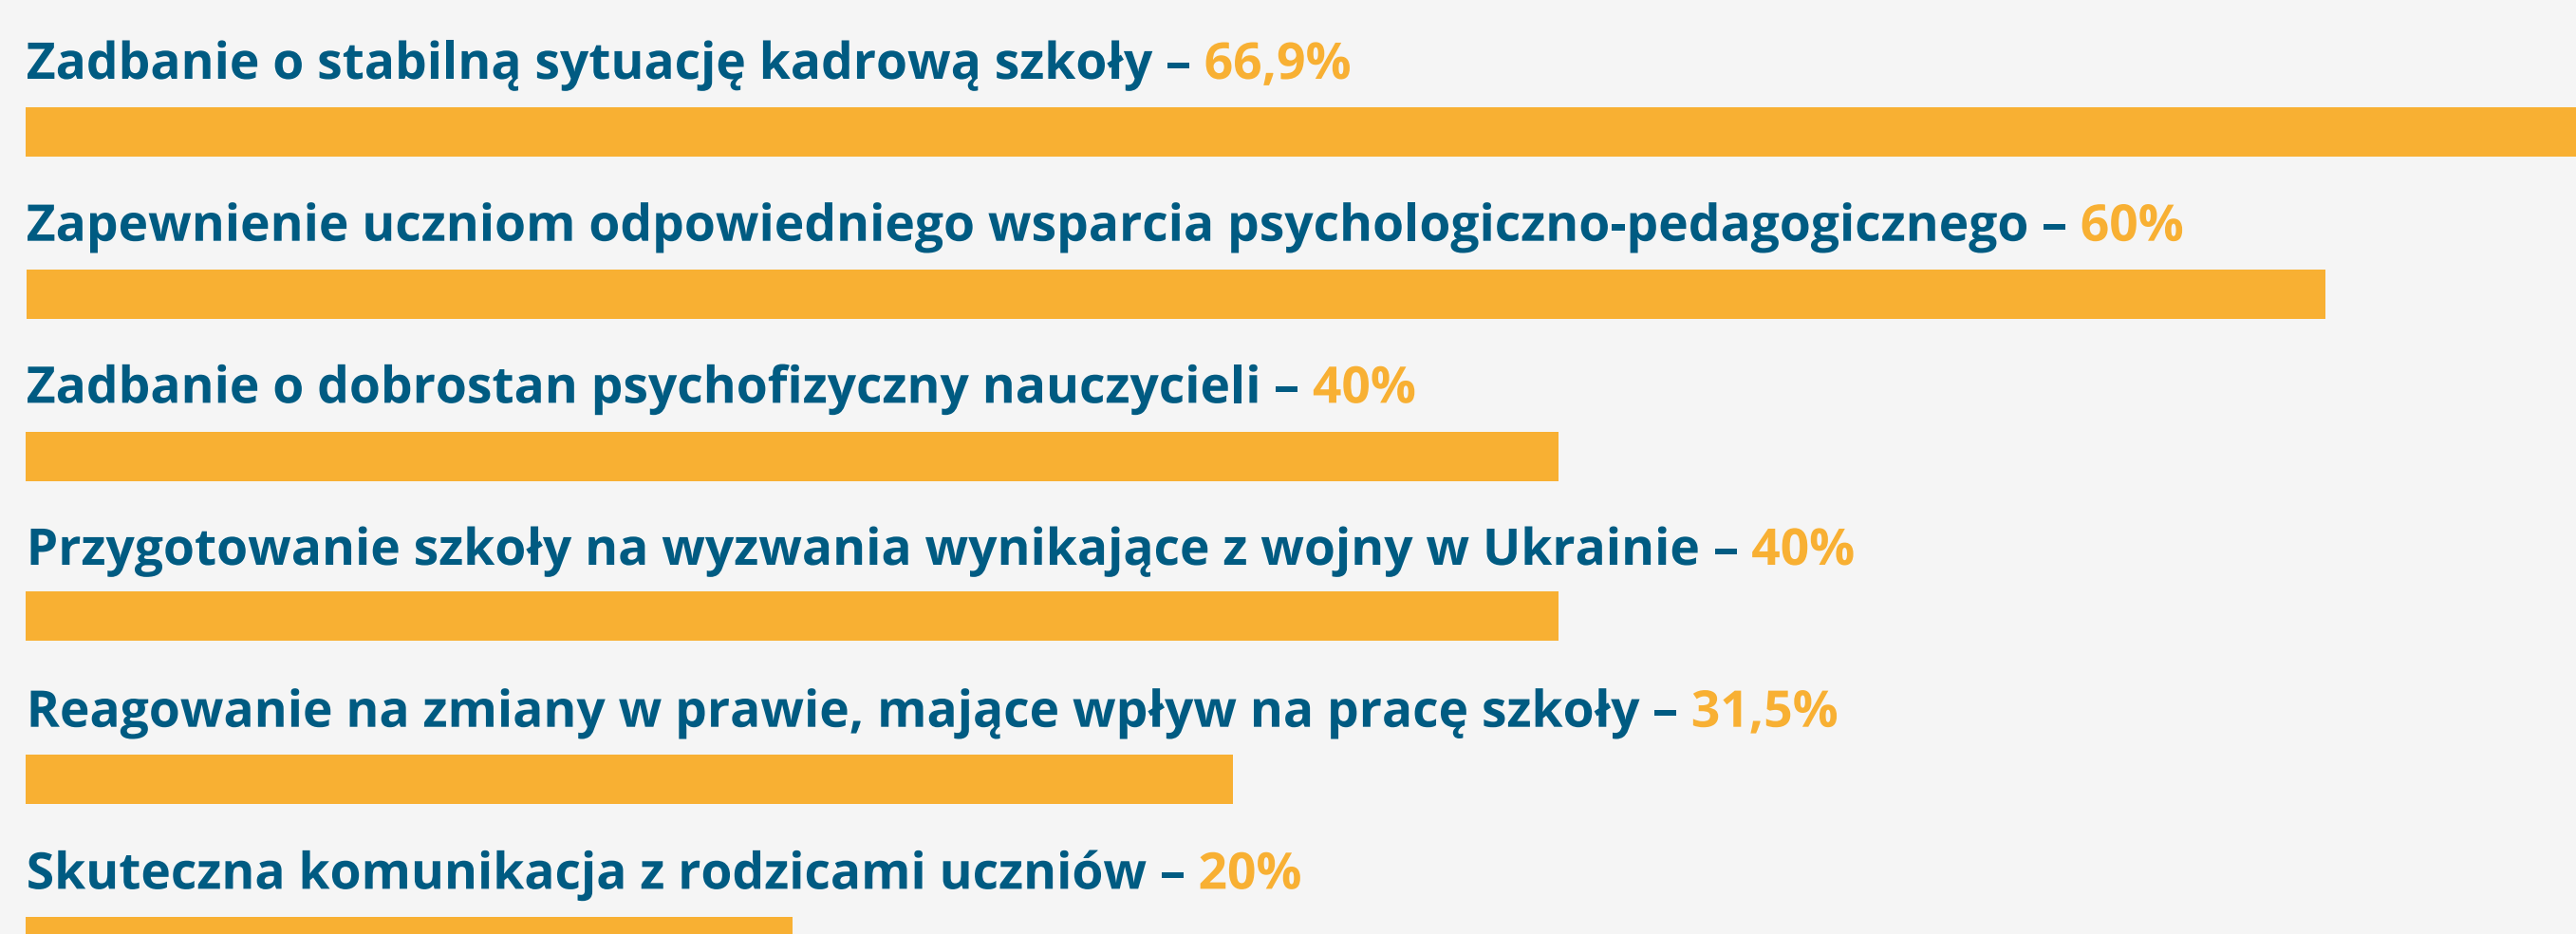 Zadbanie o stabilną sytuację kadrową szkoły – 66,9%
Zapewnienie uczniom odpowiedniego wsparcia psychologiczno-pedagogicznego – 60%
Zadbanie o dobrostan psychofizyczny nauczycieli – 40%
Przygotowanie szkoły na wyzwania wynikające z wojny w Ukrainie – 40%
Reagowanie na zmiany w prawie, mające wpływ na pracę szkoły – 31,5%
Skuteczna komunikacja z rodzicami uczniów – 20%